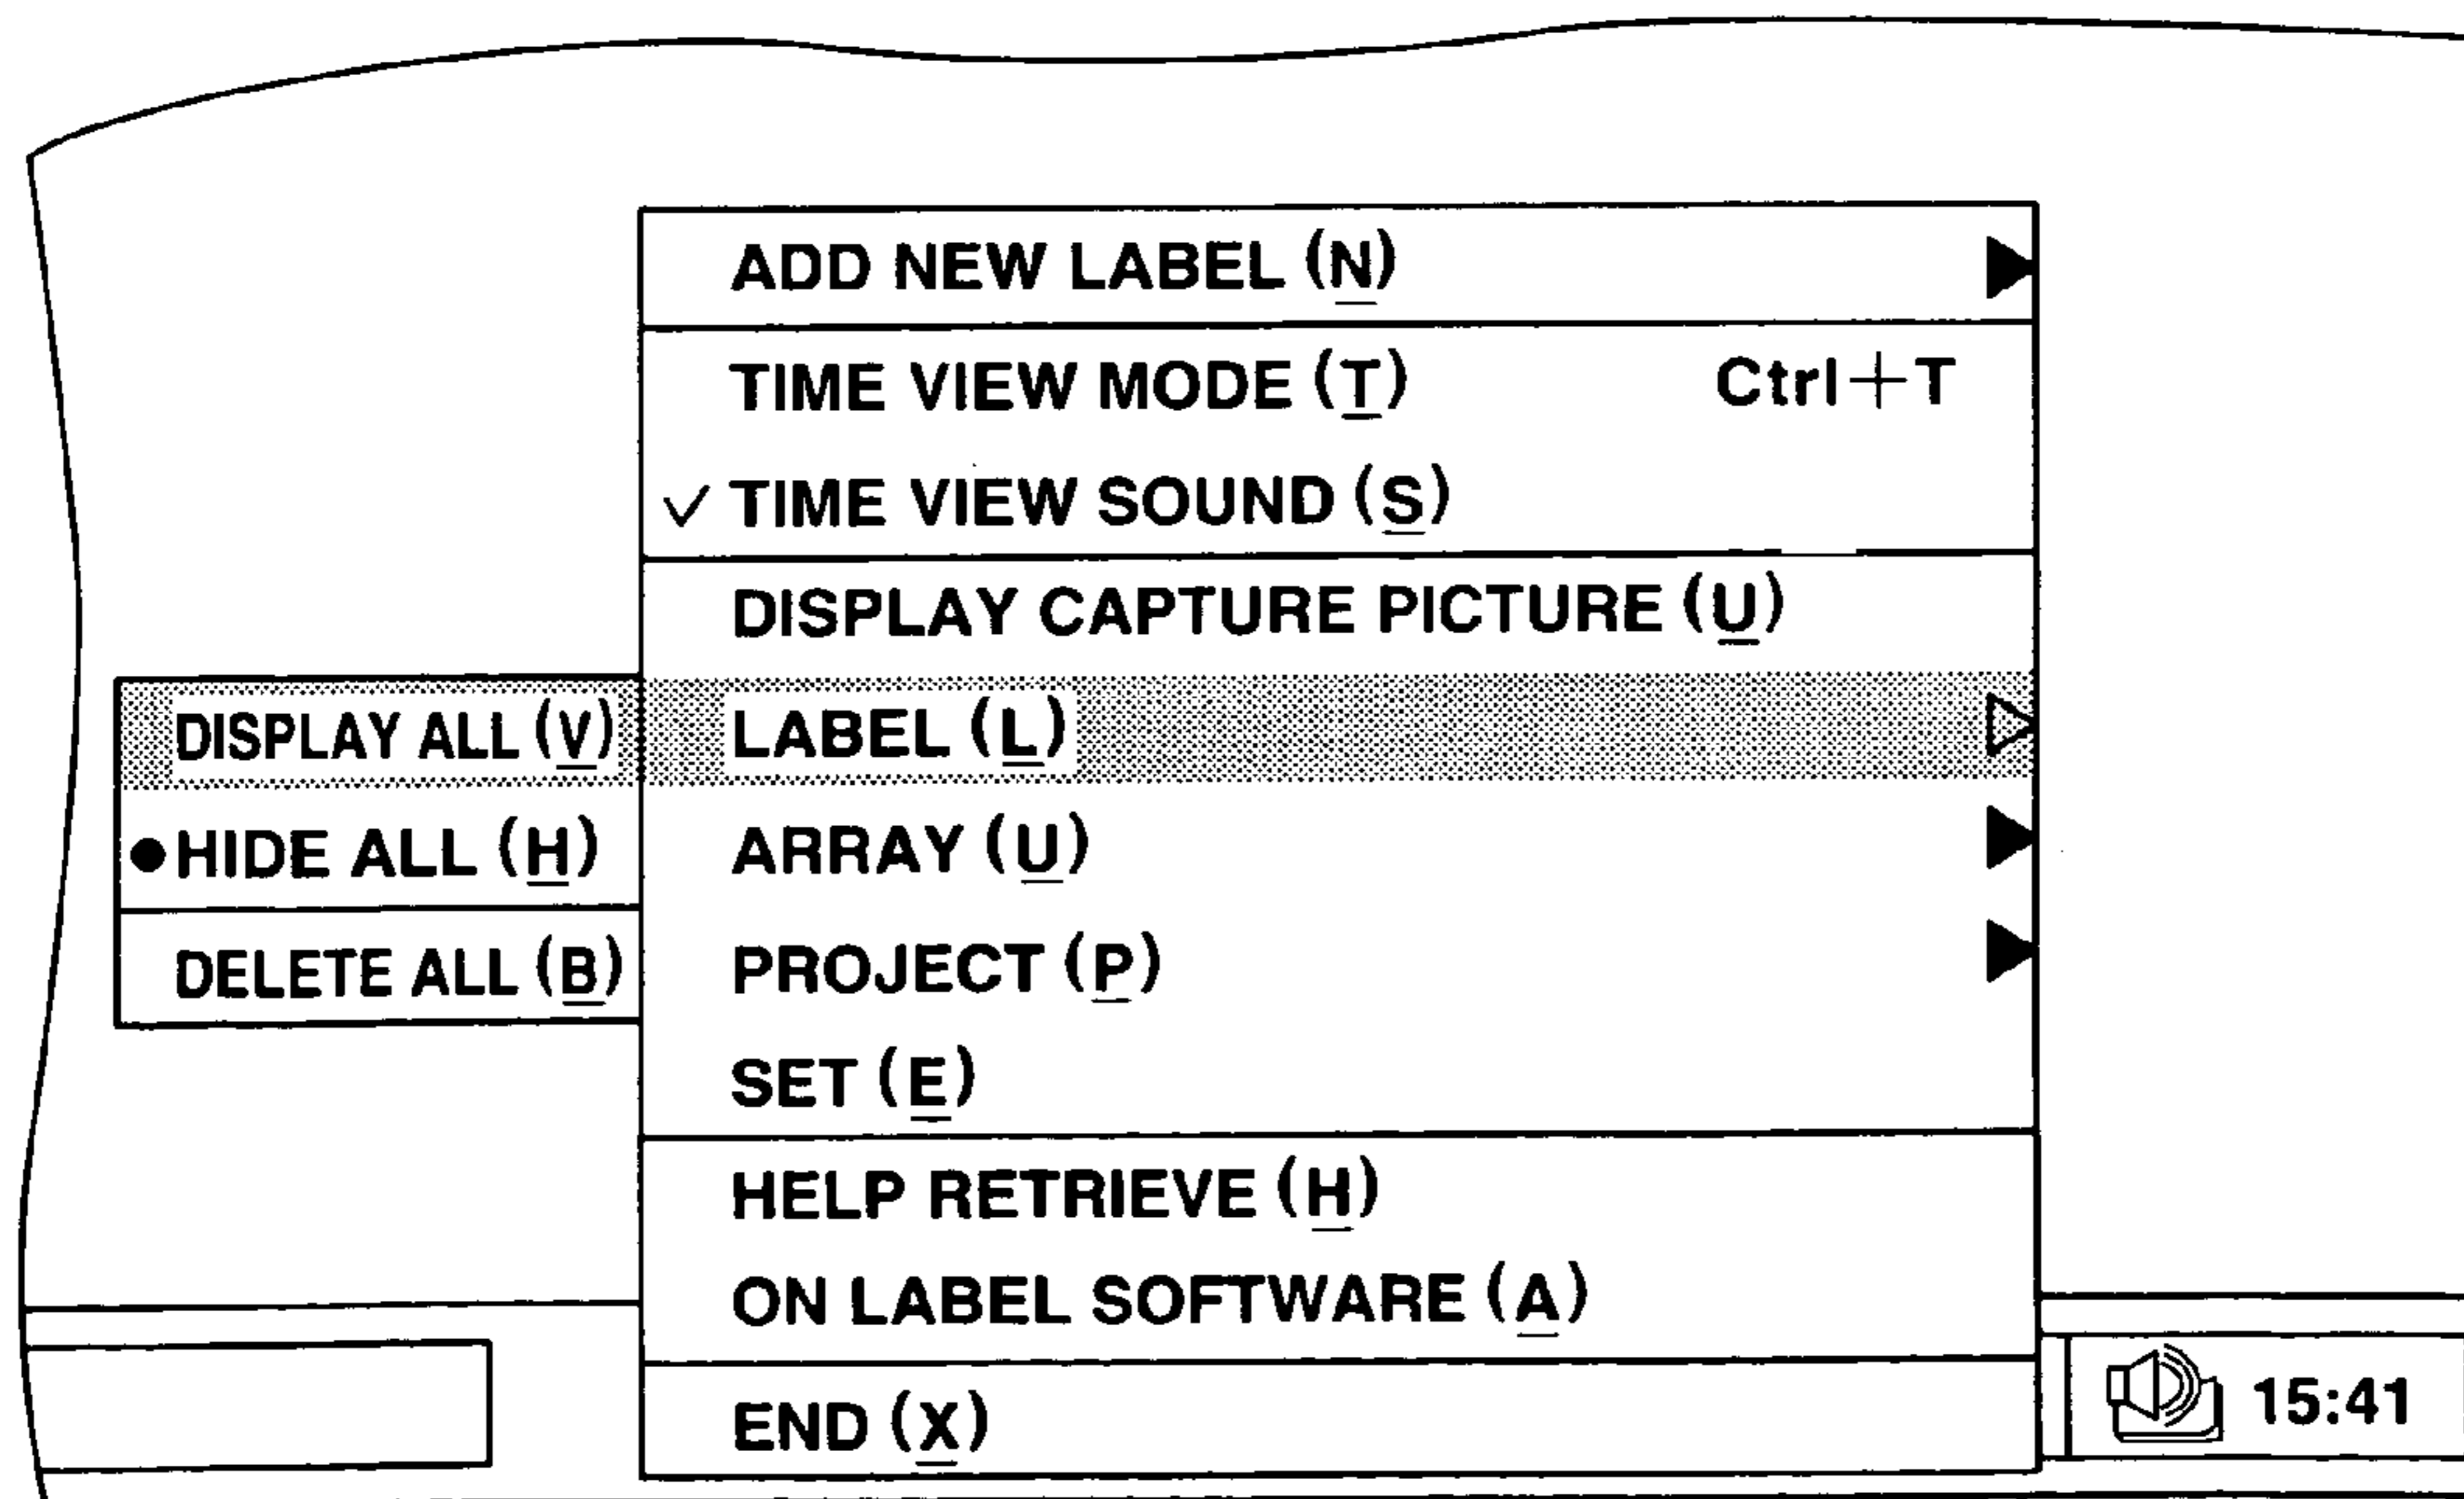 ADD NEW LABEL (N)
TIME VIEW MODE (T) Ctrl+T
✓ TIME VIEW SOUND (S)
DISPLAY CAPTURE PICTURE (U)
LABEL (L)
DISPLAY ALL (V)
●HIDE ALL (H)
DELETE ALL (B)
ARRAY (U)
PROJECT (P)
SET (E)
HELP RETRIEVE (H)
ON LABEL SOFTWARE (A)
END (X)
15:41